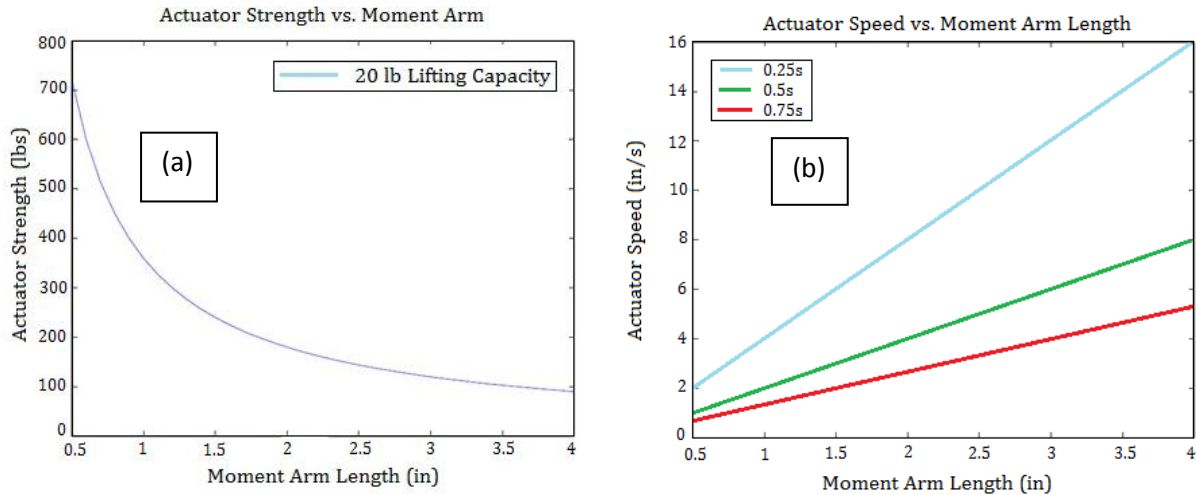 Actuator Strength vs. Moment Arm
800
700
600
500
400
300
200
100
0
Actuator Strength (lbs)
20 lb Lifting Capacity
(a)
0.5 1 1.5 2 2.5 3 3.5 4
Moment Arm Length (in)
Actuator Speed vs. Moment Arm Length
16
14
12
10
8
6
4
2
0
Actuator Speed (in/s)
0.25s
0.5s
0.75s
(b)
0.5 1 1.5 2 2.5 3 3.5 4
Moment Arm Length (in)